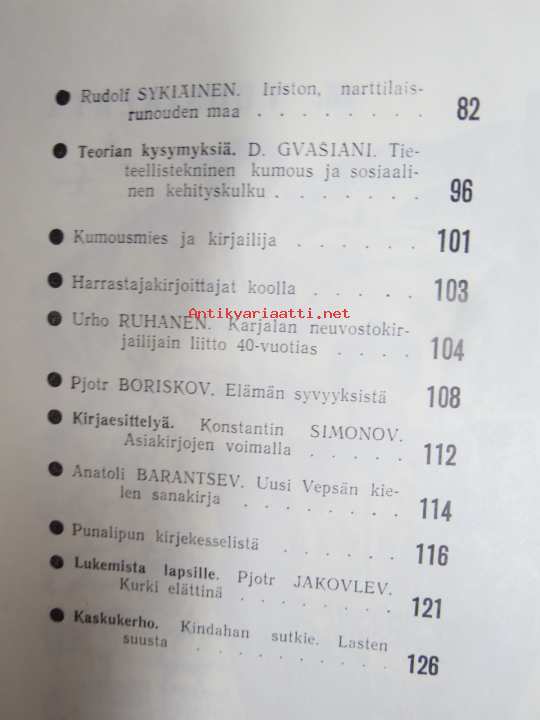 ● Rudolf SYKIÄINEN. Iriston, narttilais-
runouden maa . . . . . . . 82
● Teorian kysymyksiä. D. GVAŠIANI. Tie-
teellistekninen kumous ja sosiaali-
nen kehityskulku . . . . . . . 96
● Kumousmies ja kirjailija . . . . . . 101
● Harrastajakirjoittajat koolla . . . . . 103
Antikyariaatti.net
● Urho RUHANEN. Karjalan neuvostokir-
jailijain liitto 40-vuotias . . . . 104
● Pjotr BORISKOV. Elämän syvyyksistä 108
● Kirjaesittelyä. Konstantin SIMONOV.
Asiakirjojen voimalla . . . . . 112
● Anatoli BARANTSEV. Uusi Vepsän kie-
len sanakirja . . . . . . . 114
● Punalipun kirjekesselistä . . . . . 116
● Lukemista lapsille. Pjotr JAKOVLEV.
Kurki elättinä . . . . . . . 121
● Kaskukerho. Kindahan sutkie. Lasten
suusta . . . . . . . . 126